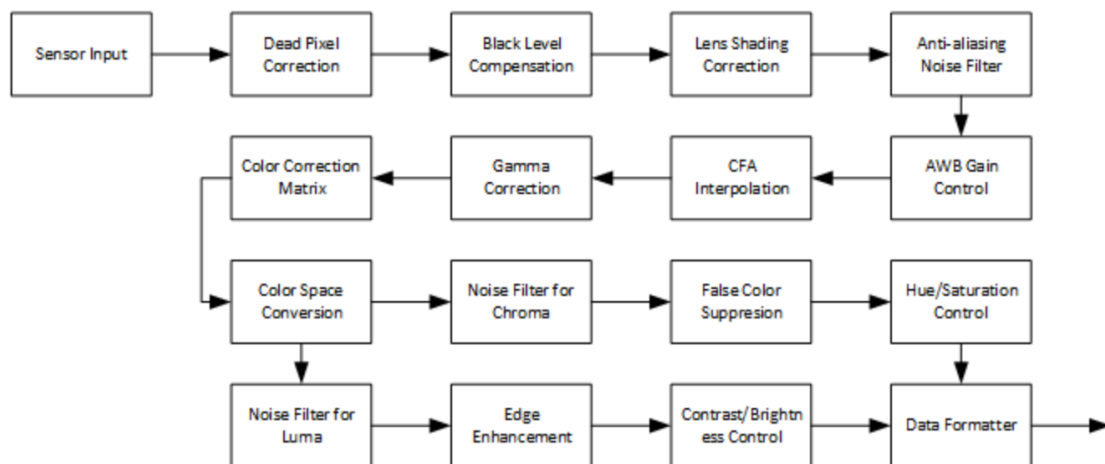 Sensor Input
Dead Pixel
Correction
Black Level
Compensation
Lens Shading
Correction
Anti-aliasing
Noise Filter
Color Correction
Matrix
Gamma
Correction
CFA
Interpolation
AWB Gain
Control
Color Space
Conversion
Noise Filter for
Chroma
False Color
Suppresion
Hue/Saturation
Control
Noise Filter for
Luma
Edge
Enhancement
Contrast/Brightn
ess Control
Data Formatter